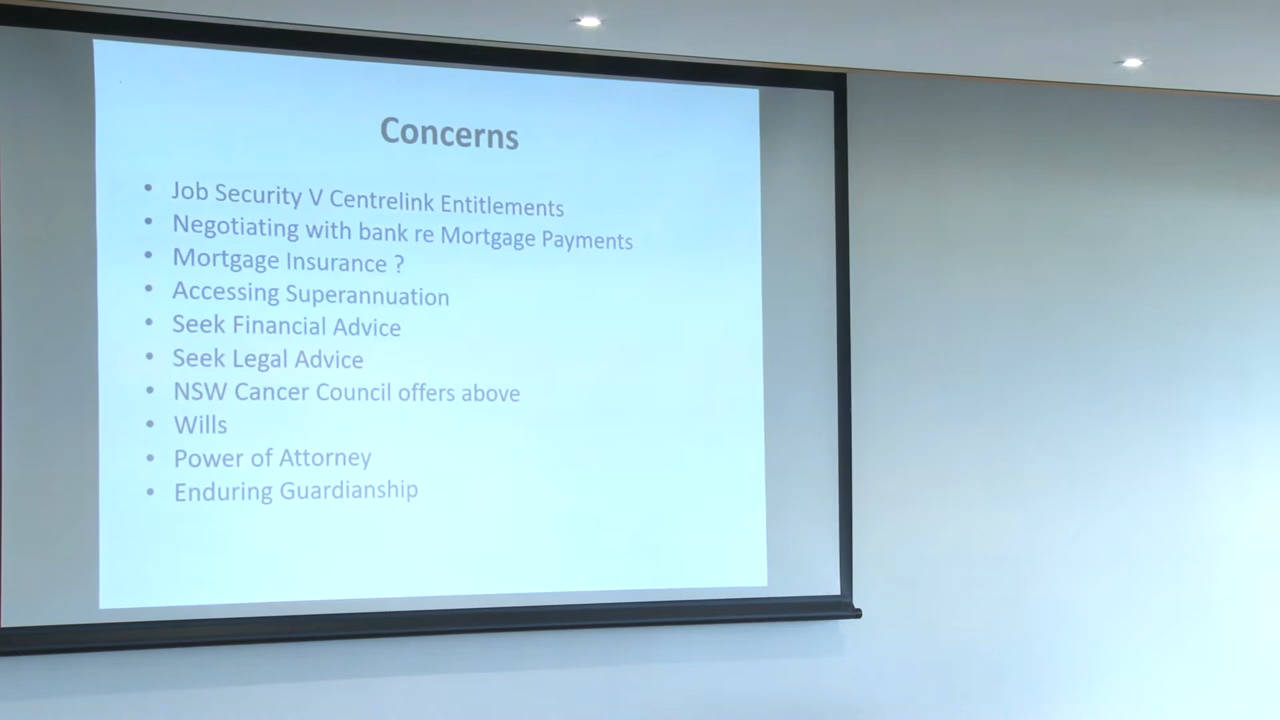 Concerns
• Job Security V Centrelink Entitlements
• Negotiating with bank re Mortgage Payments
• Mortgage Insurance ?
• Accessing Superannuation
• Seek Financial Advice
• Seek Legal Advice
• NSW Cancer Council offers above
• Wills
• Power of Attorney
• Enduring Guardianship